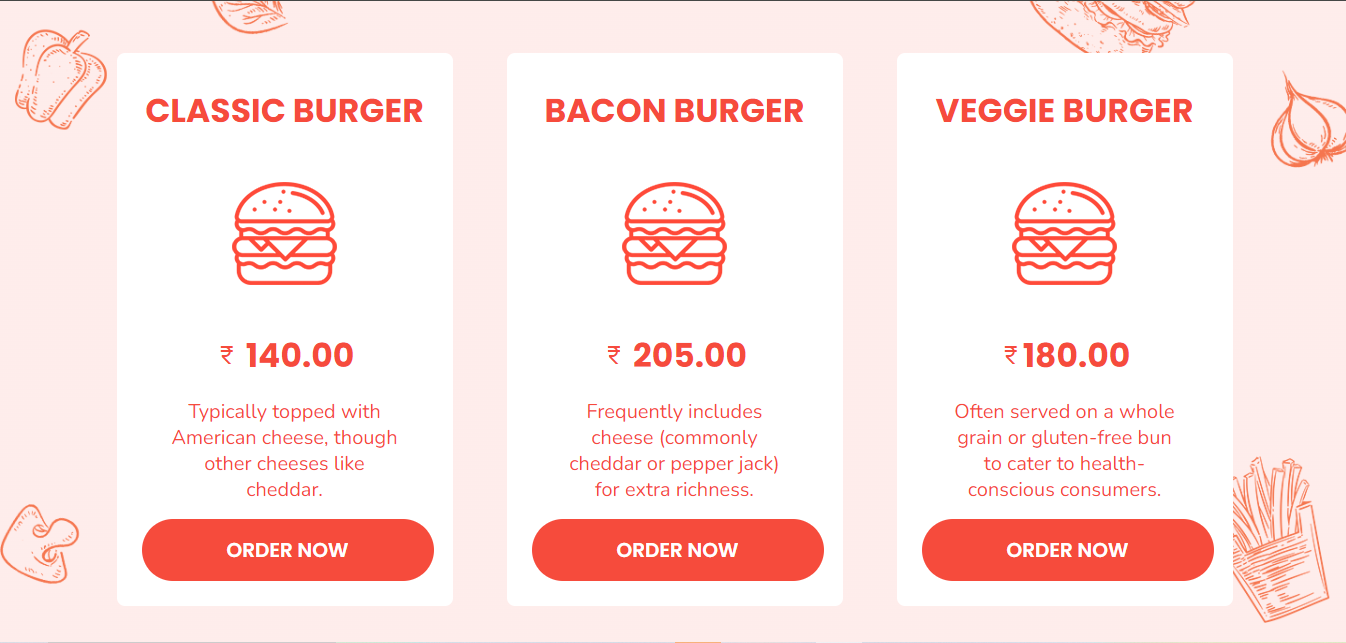 CLASSIC BURGER
₹ 140.00
Typically topped with
American cheese, though
other cheeses like
cheddar.
ORDER NOW
BACON BURGER
₹ 205.00
Frequently includes
cheese (commonly
cheddar or pepper jack)
for extra richness.
ORDER NOW
VEGGIE BURGER
₹180.00
Often served on a whole
grain or gluten-free bun
to cater to health-
conscious consumers.
ORDER NOW